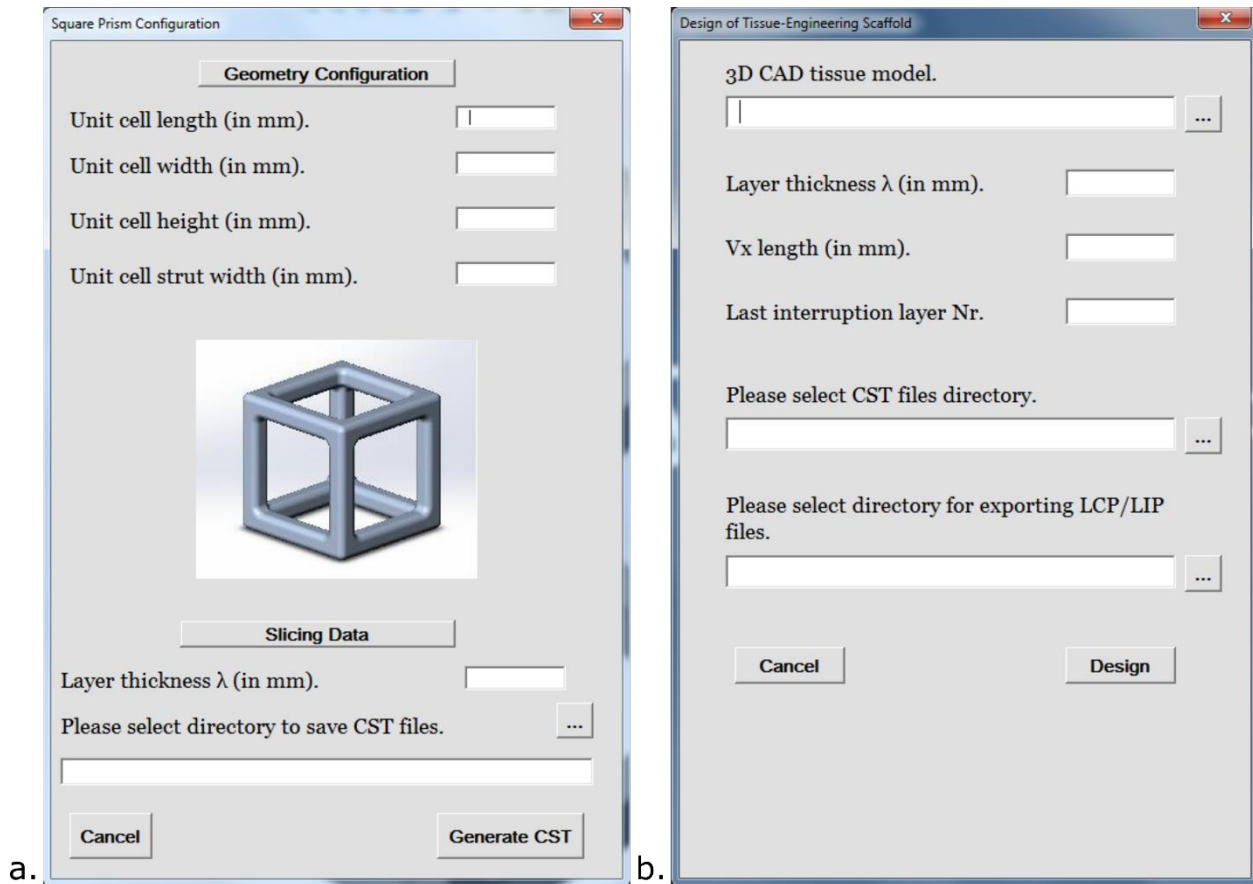 Square Prism Configuration
x
Geometry Configuration
Unit cell length (in mm).
Unit cell width (in mm).
Unit cell height (in mm).
Unit cell strut width (in mm).
Slicing Data
Layer thickness λ (in mm).
Please select directory to save CST files.
...
Cancel
Generate CST
a.
Design of Tissue-Engineering Scaffold
x
3D CAD tissue model.
...
Layer thickness λ (in mm).
Vx length (in mm).
Last interruption layer Nr.
Please select CST files directory.
...
Please select directory for exporting LCP/LIP
files.
...
Cancel
Design
b.